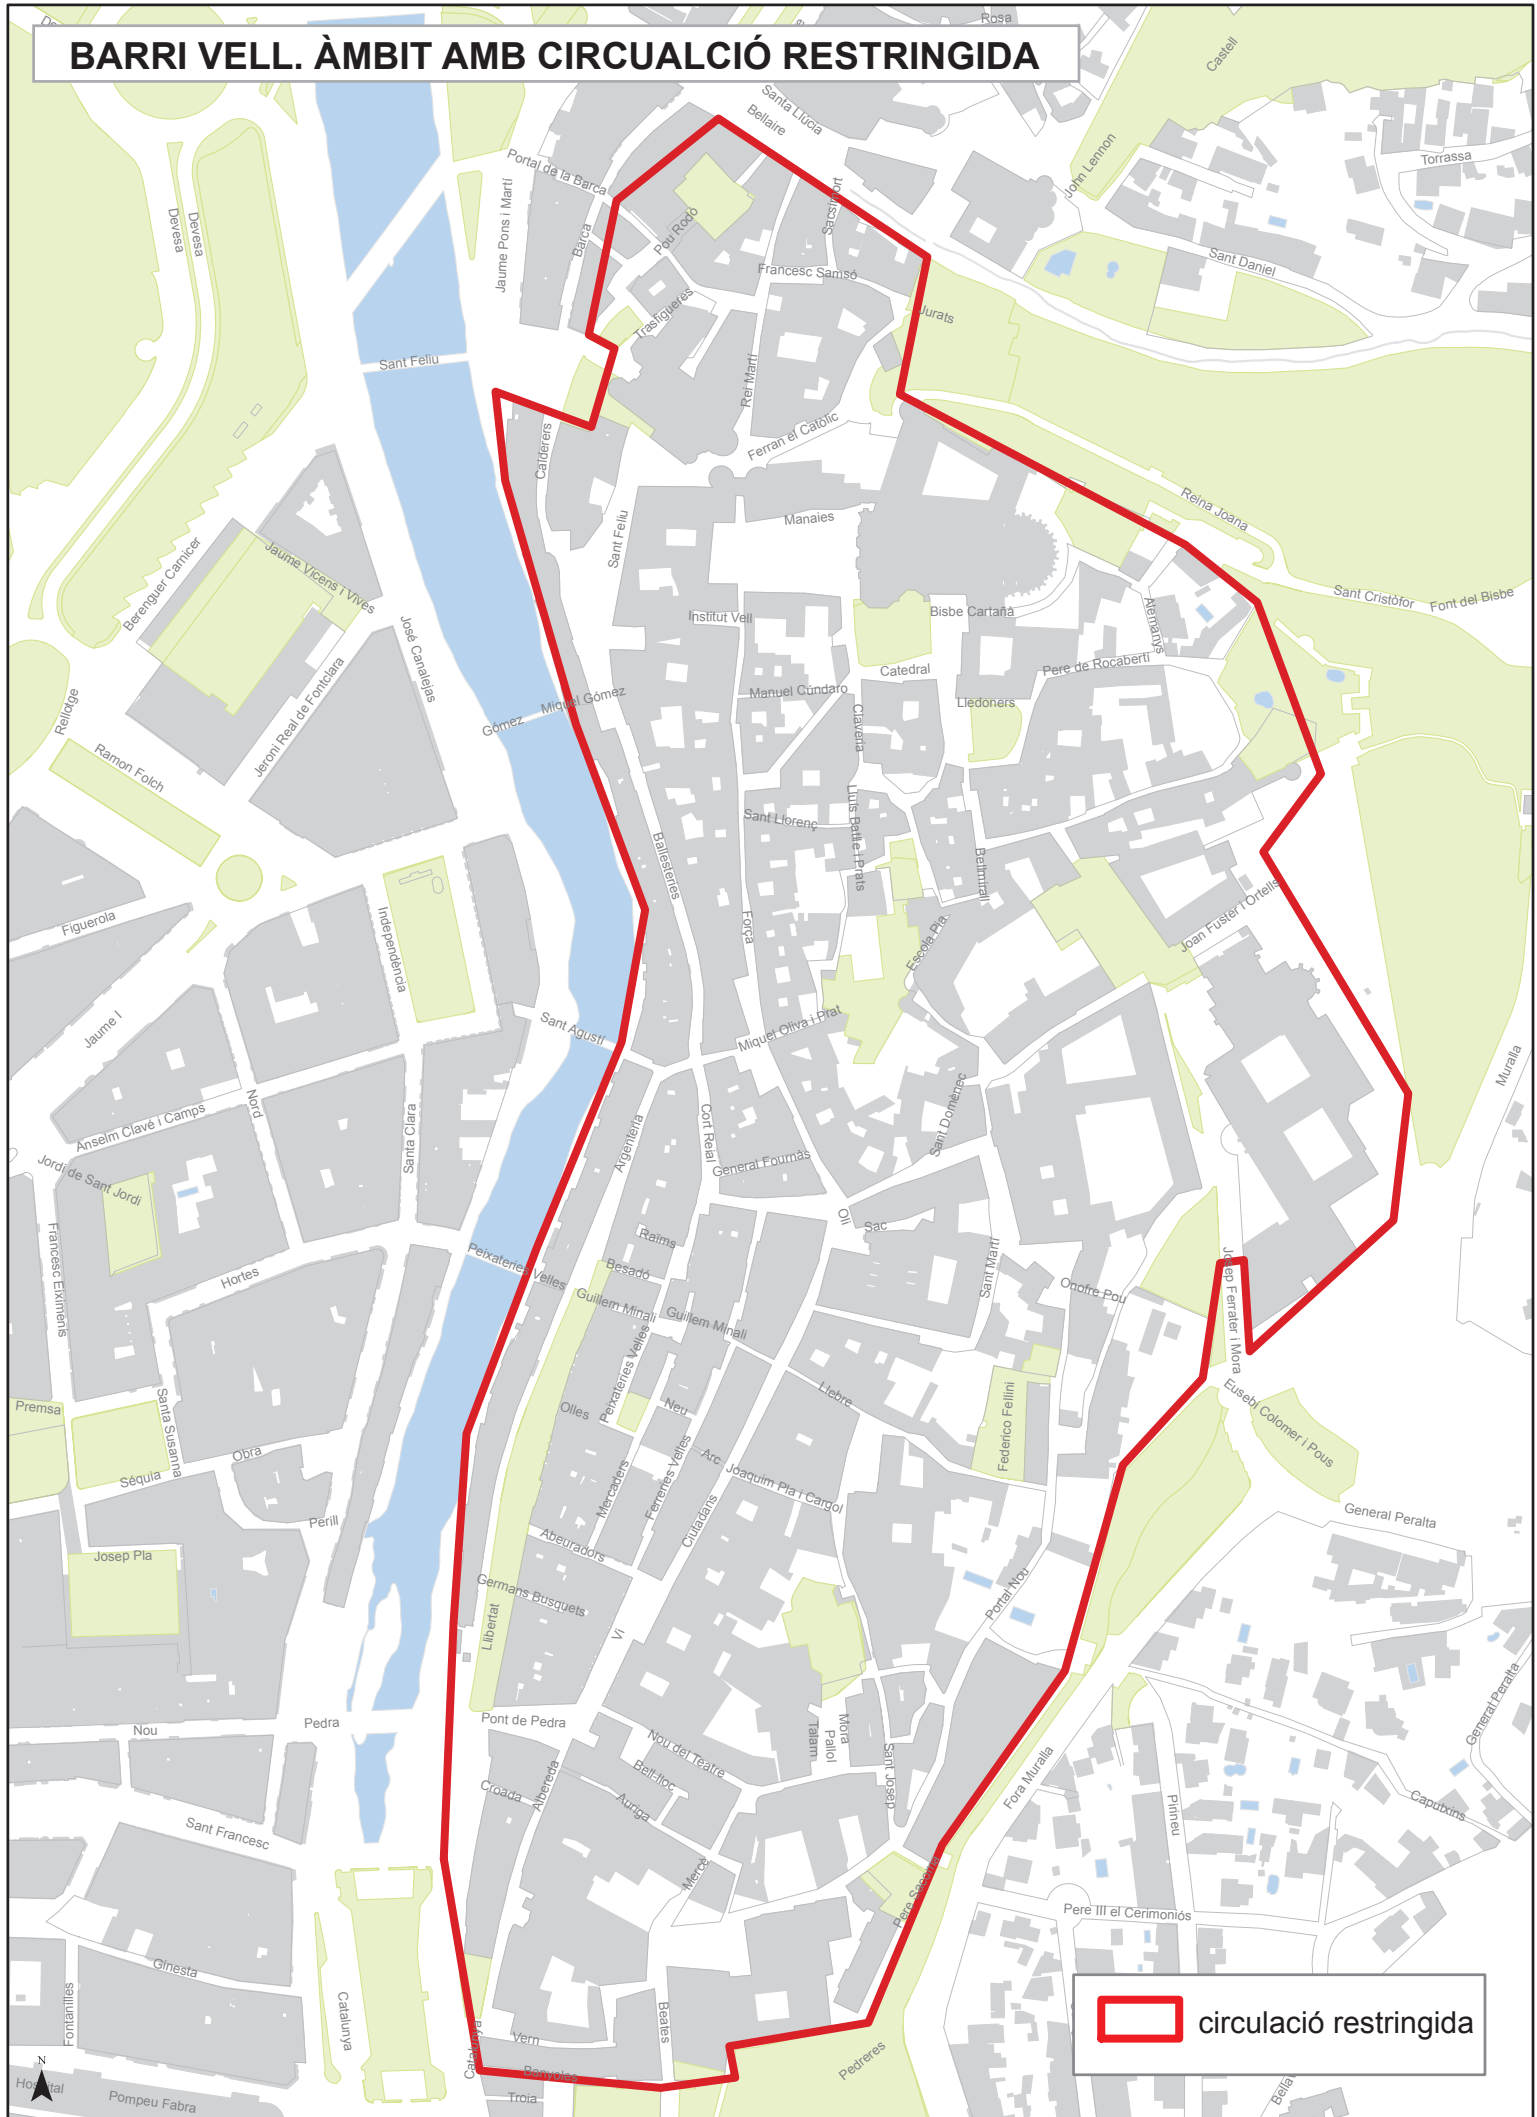 BARRI VELL. ÀMBIT AMB CIRCUALCIÓ RESTRINGIDA
Rosa
Castell
Santa Llúcia
Bellaire
John Lennon
Torrassa
Portal de la Barca
Jaume Pons i Martí
Sacsimort
Devesa
Devesa
Barca
Pou Rodó
Francesc Samsó
Sant Daniel
Trasfigueres
Jurats
Sant Feliu
Rei Martí
Calderers
Ferran el Catòlic
Reina Joana
Manaies
Sant Feliu
Berenguer Carnicer
Jaume Vicens i Vives
Sant Cristòfor
Font del Bisbe
Institut Vell
Bisbe Cartañà
Alemanys
José Canalejas
Jeroni Real de Fontclara
Catedral
Pere de Rocabertí
Rellotge
Manuel Cúndaro
Lledoners
Gómez
Miquel Gómez
Claveria
Ramon Folch
Sant Llorenç
Lluís Batlle i Prats
Ballesteries
Bellmirall
Figuerola
Independència
Força
Escola Pia
Joan Fuster i Ortells
Jaume I
Sant Agustí
Miquel Oliva i Prat
Muralla
Nord
Anselm Clavé i Camps
Santa Clara
Argenteria
Cort Reial
Sant Domènec
General Fournàs
Jordi de Sant Jordi
Francesc Eiximenis
Oli
Sac
Raïms
Besadó
Peixateries Velles
Hortes
Sant Martí
Onofre Pou
Josep Ferrater i Mora
Guillem Minali
Guillem Minali
Peixateries Velles
Llebre
Federico Fellini
Eusebi Colomer i Pous
Premsa
Santa Susanna
Olles
Neu
Arc
Obra
Séquia
Mercaders
Ferreries Velles
Joaquim Pla i Cargol
Ciutadans
General Peralta
Perill
Josep Pla
Abeuradors
Germans Busquets
Portal Nou
Llibertat
Vi
General Peralta
Nou
Pedra
Pont de Pedra
Talam
Mora
Pallol
Nou del Teatre
Bell-lloc
Sant Josep
Fora Muralla
Croada
Albereda
Auriga
Pirineu
Caputxins
Sant Francesc
Mercè
Pere Sacoma
Pere III el Cerimoniós
Ginesta
Fontanilles
Catalunya
Catalunya
Vern
Beates
circulació restringida
Banyoles
Pedreres
N
Hospital
Pompeu Fabra
Troia